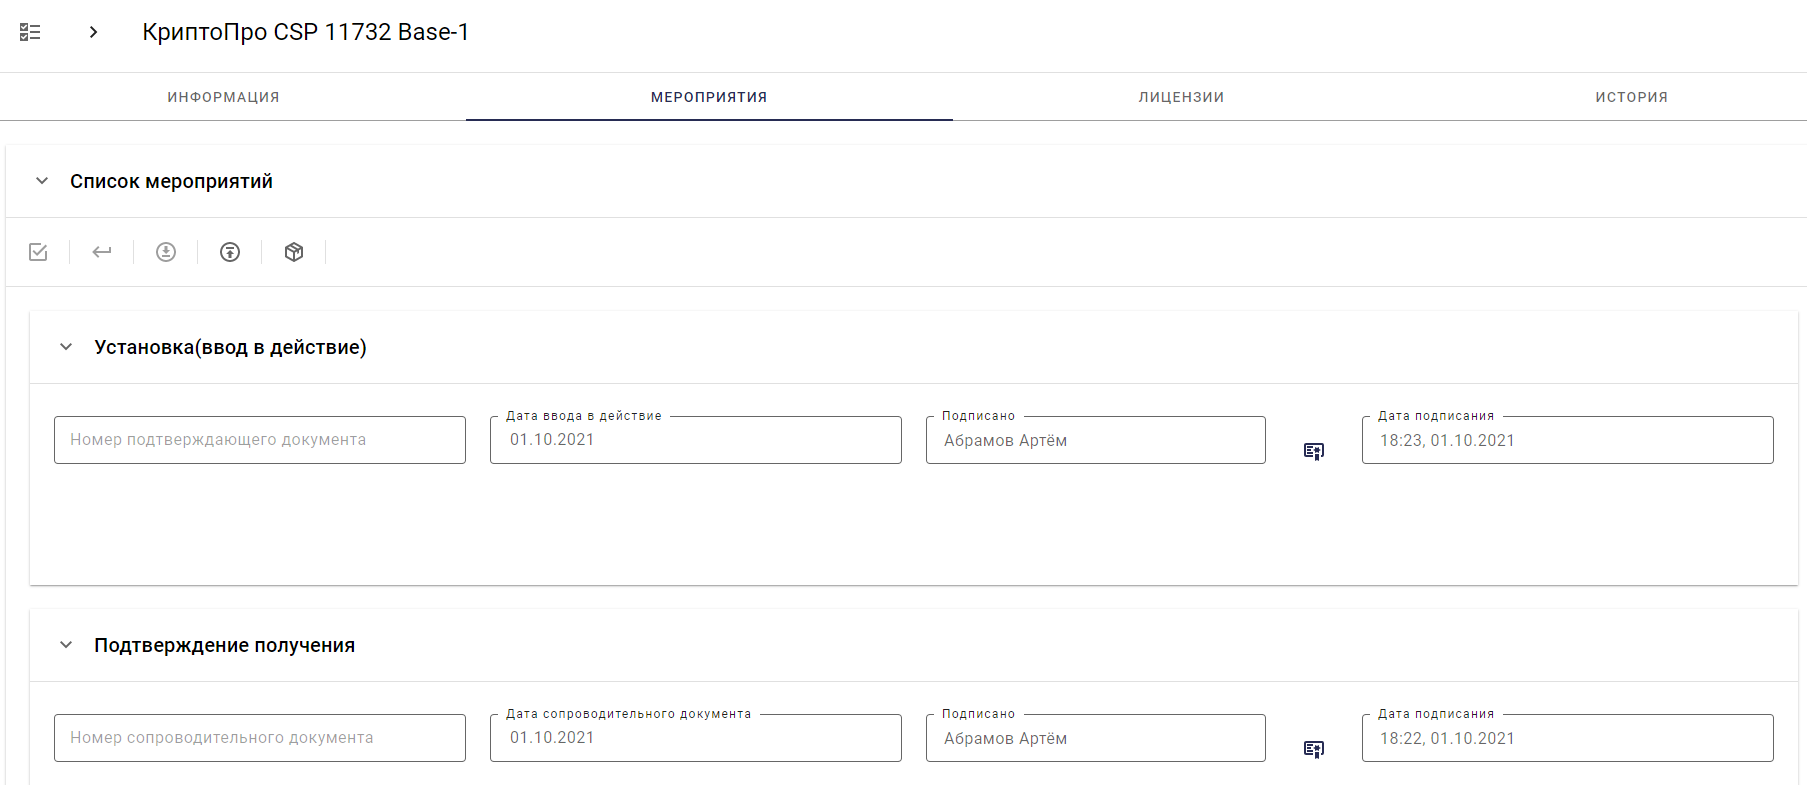 КриптоПро CSP 11732 Base-1
ИНФОРМАЦИЯ МЕРОПРИЯТИЯ ЛИЦЕНЗИИ ИСТОРИЯ
Список мероприятий
Установка(ввод в действие)
Номер подтверждающего документа
Дата ввода в действие
01.10.2021
Подписано
Абрамов Артём
Дата подписания
18:23, 01.10.2021
Подтверждение получения
Номер сопроводительного документа
Дата сопроводительного документа
01.10.2021
Подписано
Абрамов Артём
Дата подписания
18:22, 01.10.2021